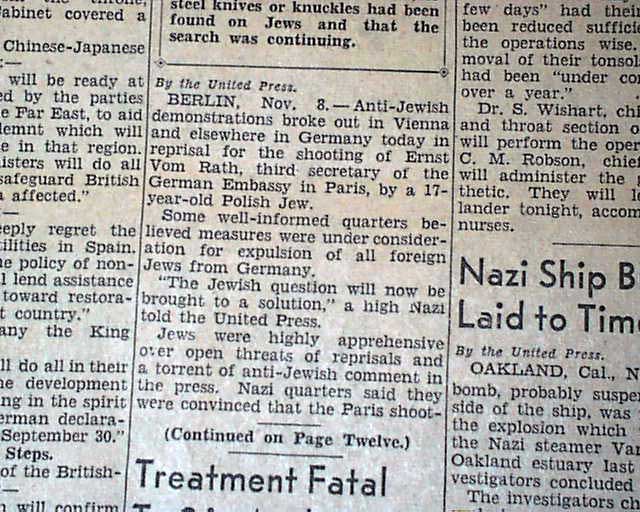 abinet covered a
Chinese-Japanese
will be ready at
ed by the parties
e Far East, to aid
lemnt which will
e in that region.
isters will do all
safeguard British
a affected."
eeply regret the
tilities in Spain.
he policy of non-
l lend assistance
toward restora-
t country."
any the King
ll do all in their
he development
ng in the spirit
erman declara-
September 30."
Steps.
of the British-
n will confirm
steel knives or knuckles had been
found on Jews and that the
search was continuing.
By the United Press.
BERLIN, Nov. 8.—Anti-Jewish
demonstrations broke out in Vienna
and elsewhere in Germany today in
reprisal for the shooting of Ernst
Vom Rath, third secretary of the
German Embassy in Paris, by a 17-
year-old Polish Jew.
Some well-informed quarters be-
lieved measures were under consider-
ation for expulsion of all foreign
Jews from Germany.
"The Jewish question will now be
brought to a solution," a high Nazi
told the United Press.
Jews were highly apprehensive
over open threats of reprisals and
a torrent of anti-Jewish comment in
the press. Nazi quarters said they
were convinced that the Paris shoot-
(Continued on Page Twelve.)
Treatment Fatal
few days" had their
been reduced sufficie
the operations wise.
moval of their tonsols
had been "under con
over a year."
Dr. S. Wishart, chi
and throat section o
will perform the oper
C. M. Robson, chief
will administer the
thetic. They will le
lander tonight, accom
nurses.
Nazi Ship B
Laid to Time
By the United Press.
OAKLAND, Cal., N
bomb, probably suspe
side of the ship, was
the explosion which
the Nazi steamer Van
Oakland estuary last
vestigators concluded
The investigators ch